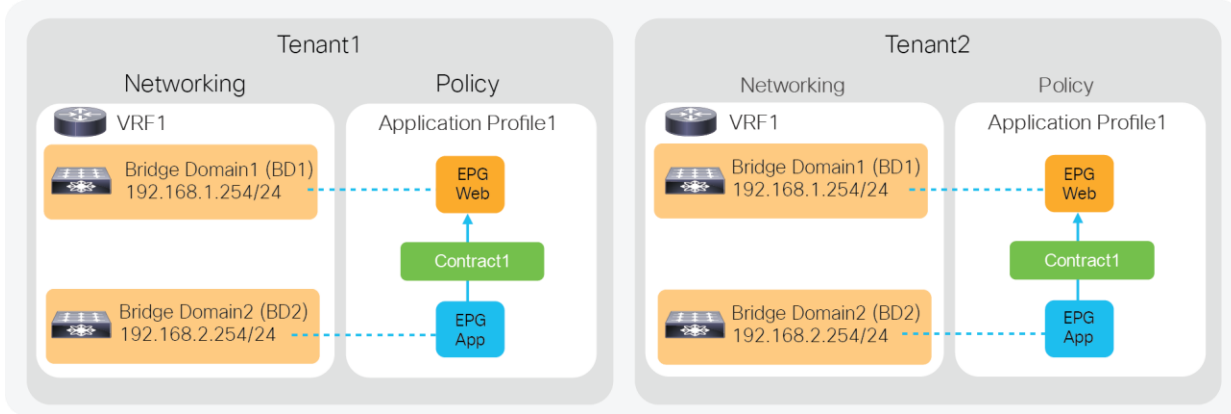 Tenant1
Networking
Policy
VRF1
Application Profile1
Bridge Domain1 (BD1)
192.168.1.254/24
EPG
Web
Contract1
Bridge Domain2 (BD2)
192.168.2.254/24
EPG
App
Tenant2
Networking
Policy
VRF1
Application Profile1
Bridge Domain1 (BD1)
192.168.1.254/24
EPG
Web
Contract1
Bridge Domain2 (BD2)
192.168.2.254/24
EPG
App